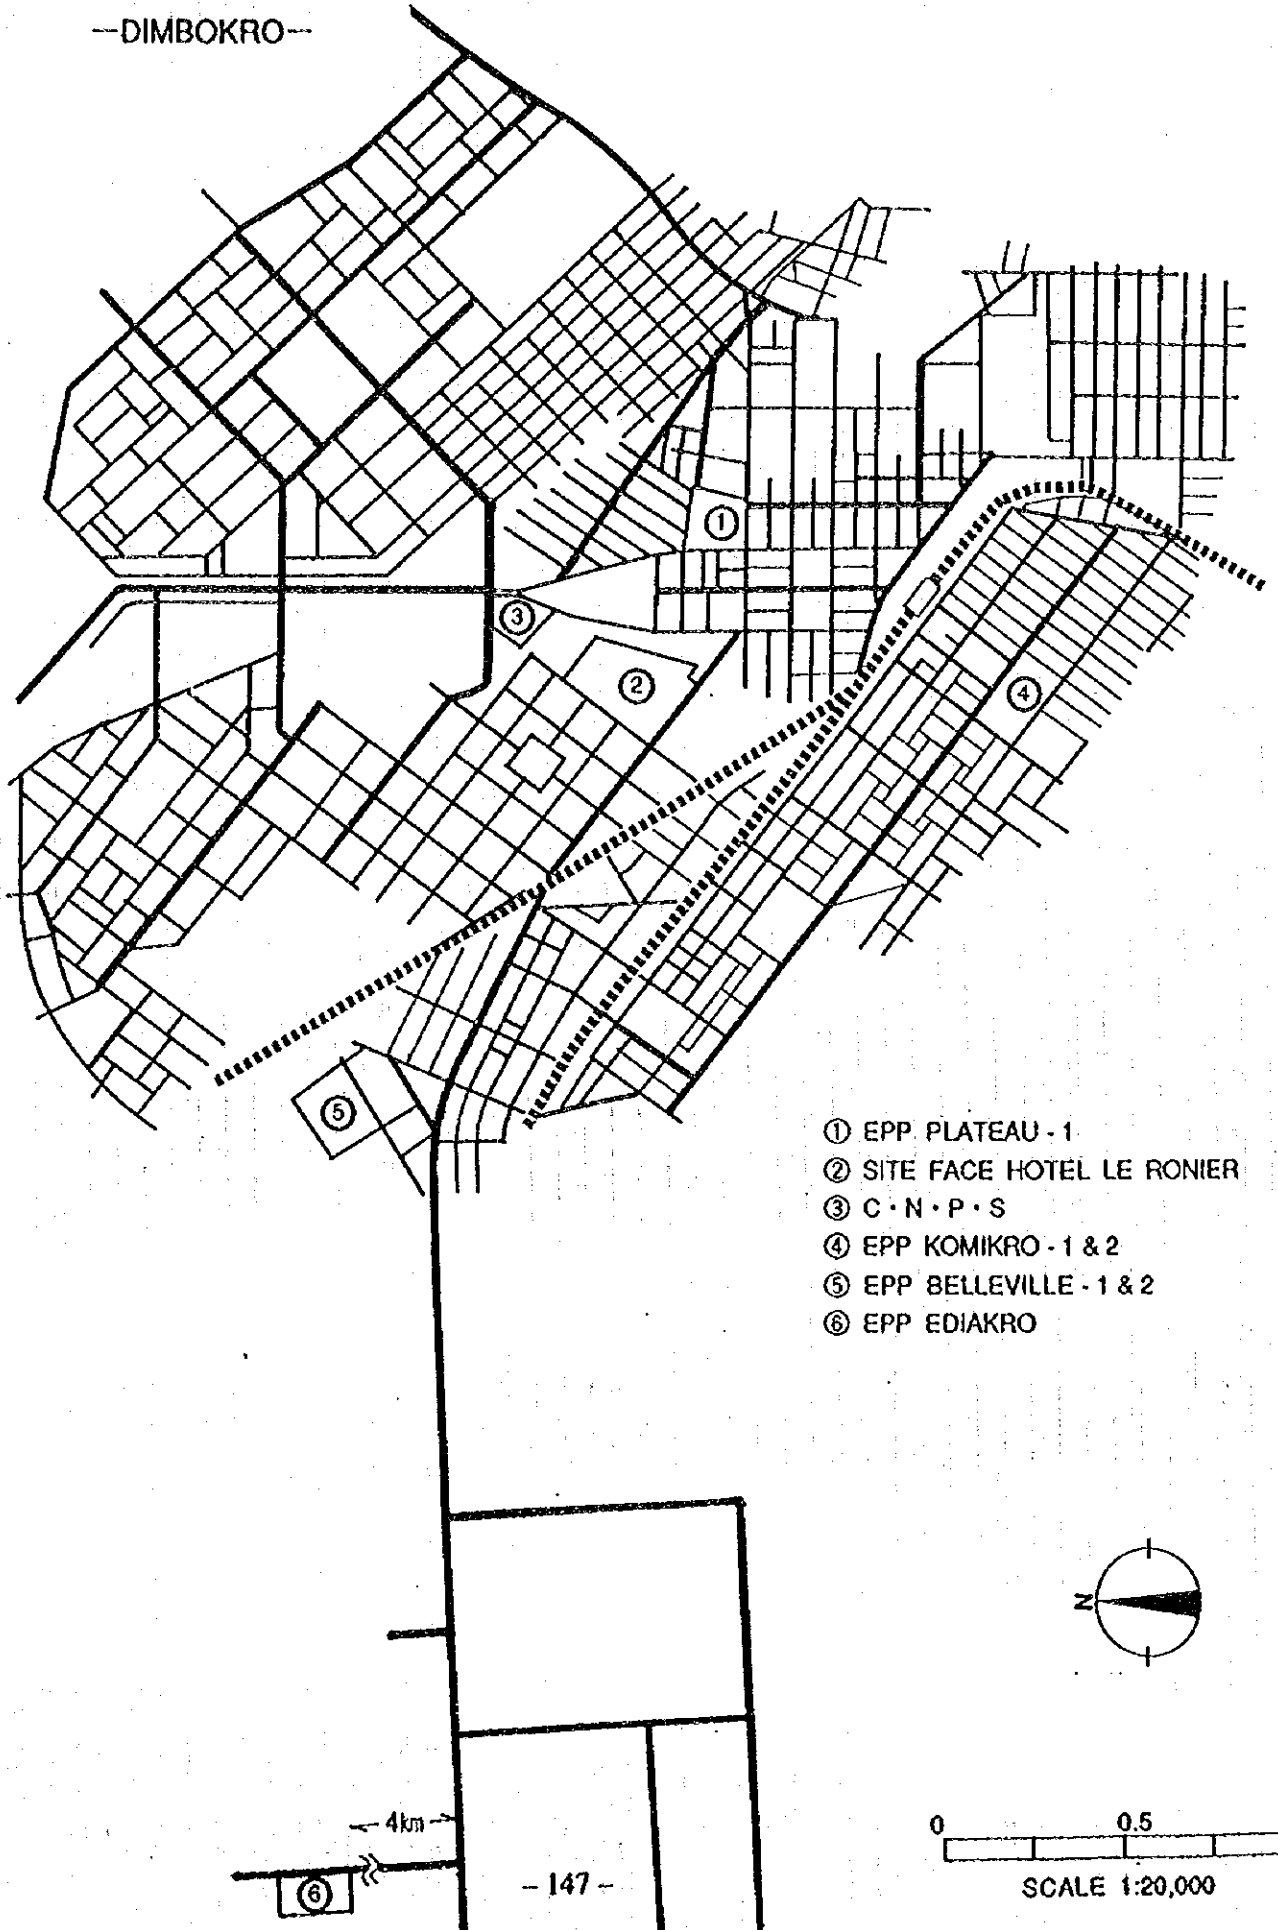 --DIMBOKRO--
①
③
②
④
⑤
① EPP PLATEAU - 1
② SITE FACE HOTEL LE RONIER
③ C・N・P・S
④ EPP KOMIKRO - 1 & 2
⑤ EPP BELLEVILLE - 1 & 2
⑥ EPP EDIAKRO
N
4km
0 0.5
⑥
- 147 -
SCALE 1:20,000